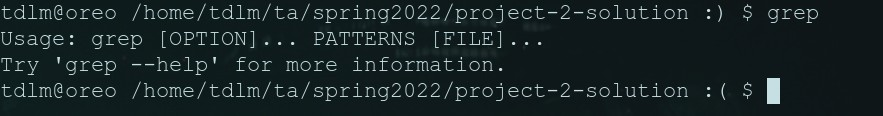 tdlm@oreo /home/tdlm/ta/spring2022/project-2-solution :) $ grep
Usage: grep [OPTION]... PATTERNS [FILE]...
Try 'grep --help' for more information.
tdlm@oreo /home/tdlm/ta/spring2022/project-2-solution :( $